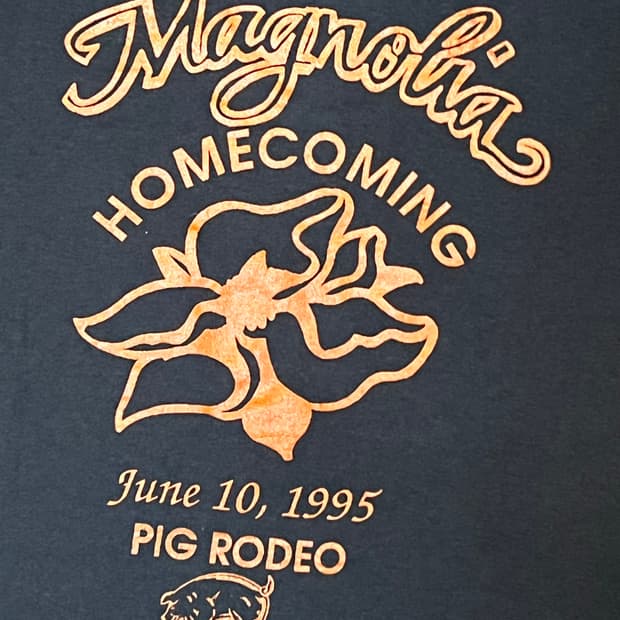 Magnolia
HOMECOMING
June 10, 1995
PIG RODEO